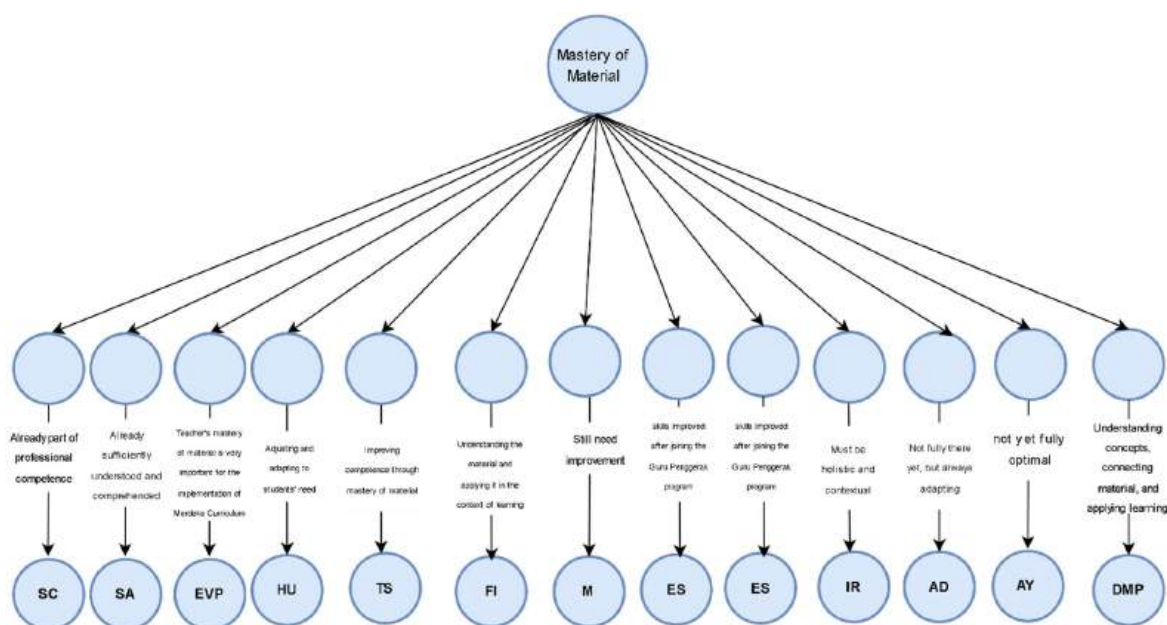 Mastery of
Material
Already part of
professional
competence
Already
sufficiently
understood and
comprehended
Teacher's mastery
of material is very
important for the
implementation of
Merdeka Curriculum
Adjusting and
adapting to
students' need
Improving
competence through
mastery of material
Understanding the
material and
applying it in the
context of learning
Still need
improvement
skills improved
after joining the
Guru Penggerak
program
skills improved
after joining the
Guru Penggerak
program
Must be
holistic and
contextual
Not fully there
yet, but always
adapting
not yet fully
optimal
Understanding
concepts,
connecting
material, and
applying learning
SC
SA
EVP
HU
TS
FI
M
ES
ES
IR
AD
AY
DMP